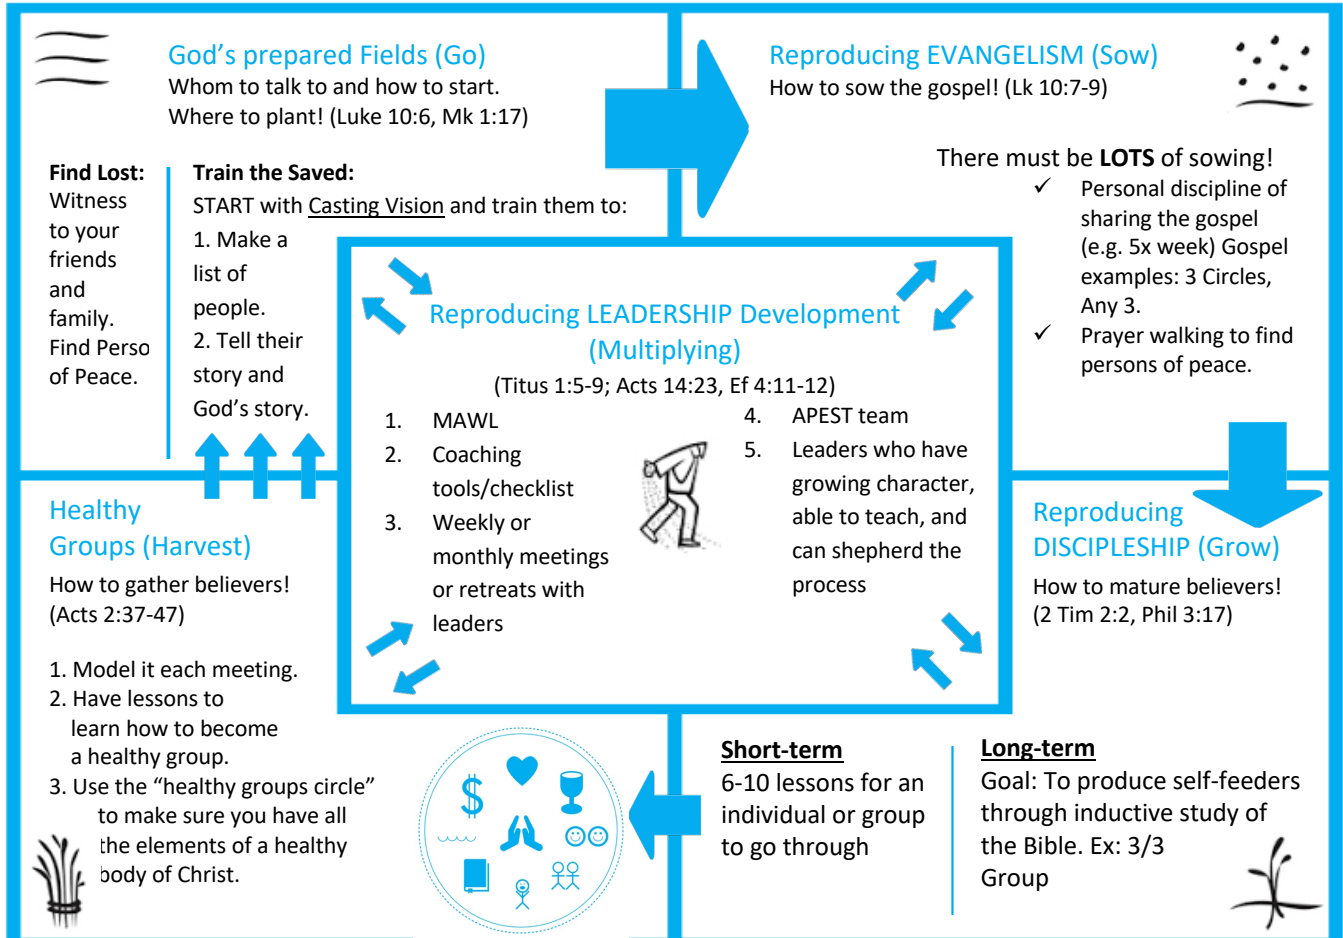 God’s prepared Fields (Go)
Whom to talk to and how to start.
Where to plant! (Luke 10:6, Mk 1:17)
Find Lost:
Witness
to your
friends
and
family.
Find Perso
of Peace.
Train the Saved:
START with Casting Vision and train them to:
1. Make a
list of
people.
2. Tell their
story and
God’s story.
Reproducing EVANGELISM (Sow)
How to sow the gospel! (Lk 10:7-9)
There must be LOTS of sowing!
✓ Personal discipline of
sharing the gospel
(e.g. 5x week) Gospel
examples: 3 Circles,
Any 3.
✓ Prayer walking to find
persons of peace.
Reproducing LEADERSHIP Development
(Multiplying)
(Titus 1:5-9; Acts 14:23, Ef 4:11-12)
1. MAWL
2. Coaching
tools/checklist
3. Weekly or
monthly meetings
or retreats with
leaders
4. APEST team
5. Leaders who have
growing character,
able to teach, and
can shepherd the
process
Reproducing
DISCIPLESHIP (Grow)
How to mature believers!
(2 Tim 2:2, Phil 3:17)
Short-term
6-10 lessons for an
individual or group
to go through
Long-term
Goal: To produce self-feeders
through inductive study of
the Bible. Ex: 3/3
Group
Healthy
Groups (Harvest)
How to gather believers!
(Acts 2:37-47)
1. Model it each meeting.
2. Have lessons to
learn how to become
a healthy group.
3. Use the “healthy groups circle”
to make sure you have all
the elements of a healthy
body of Christ.
$